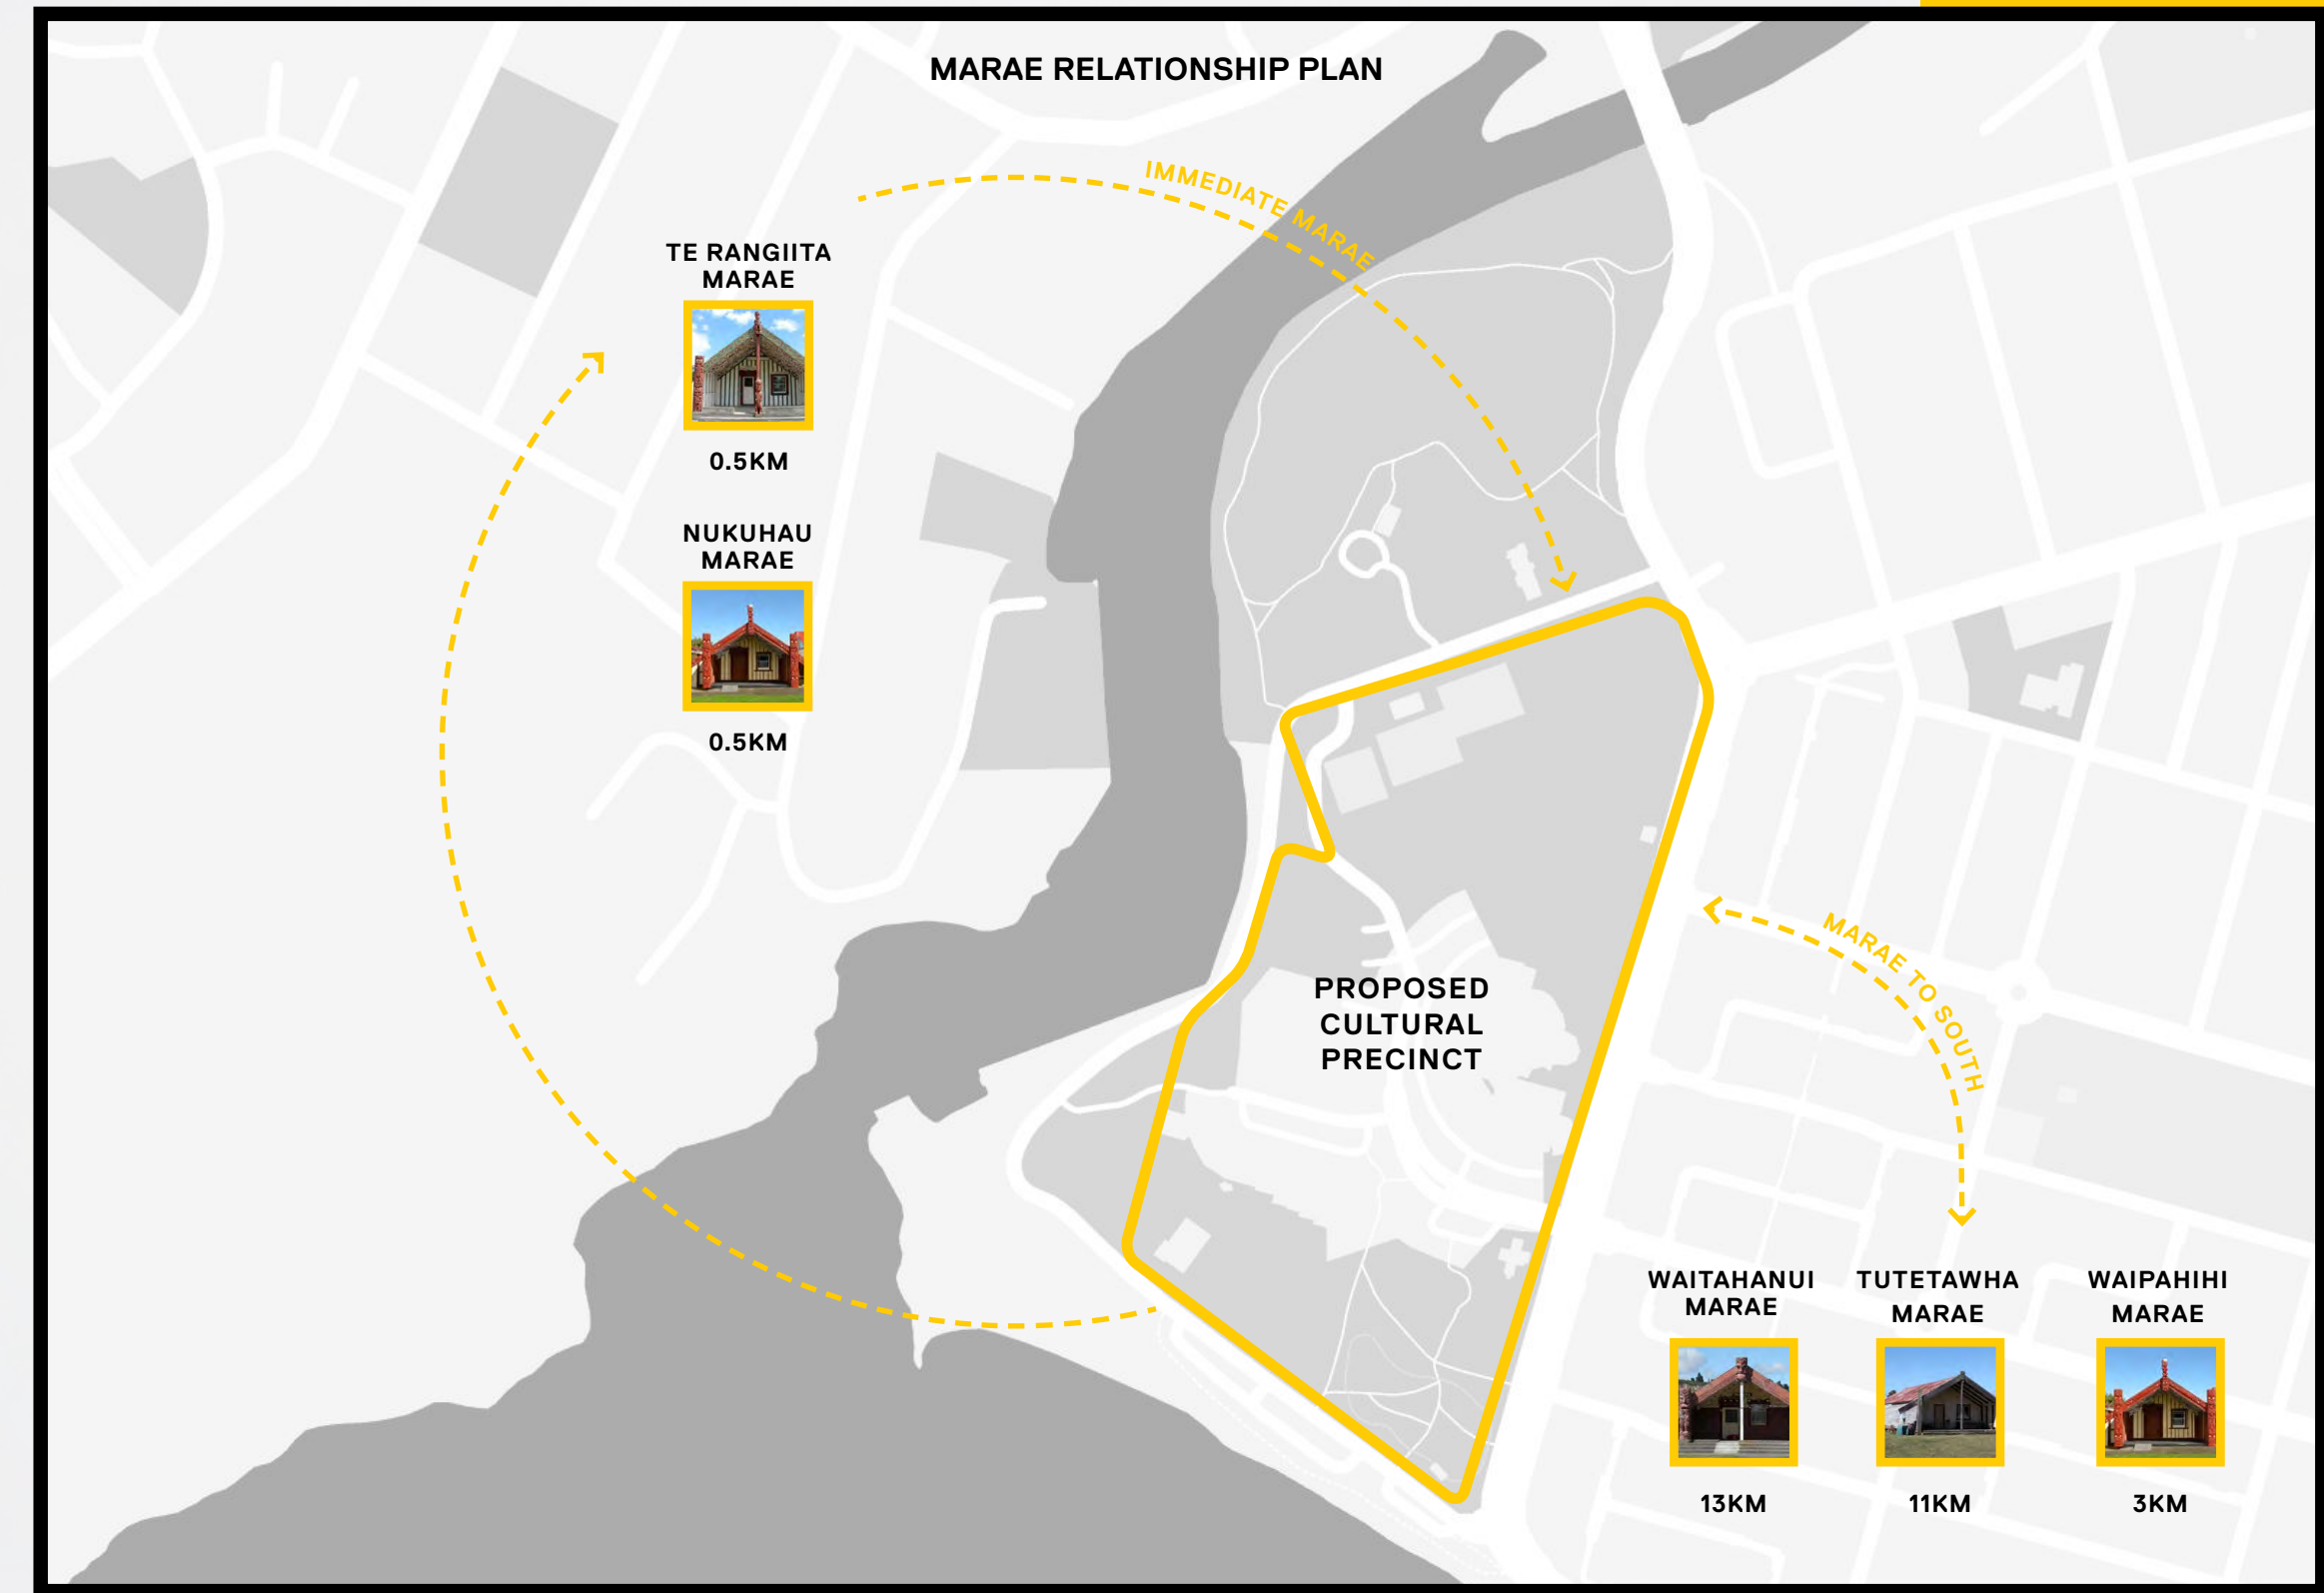 MARAE RELATIONSHIP PLAN
IMMEDIATE MARAE
TE RANGIITA
MARAE
0.5KM
NUKUHAU
MARAE
0.5KM
PROPOSED
CULTURAL
PRECINCT
MARAE TO SOUTH
WAITAHANUI
MARAE
13KM
TUTETAWHA
MARAE
11KM
WAIPAHIHI
MARAE
3KM